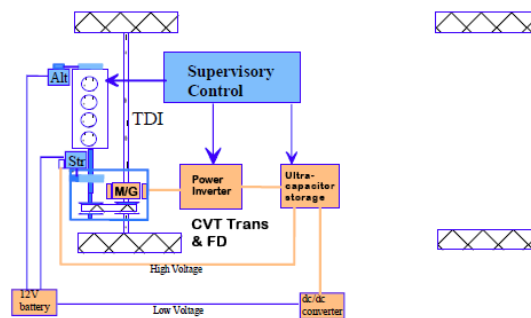 Alt
Supervisory
Control
TDI
Str
M/G
Power
Inverter
Ultra-
capacitor
storage
CVT Trans
& FD
High Voltage
12V
battery
Low Voltage
dc/dc
converter